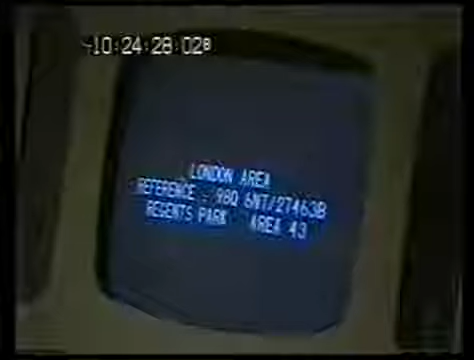 10:24:28:02
LONDON AREA
REFERENCE : 980 6NT/27463B
REGENTS PARK AREA 43